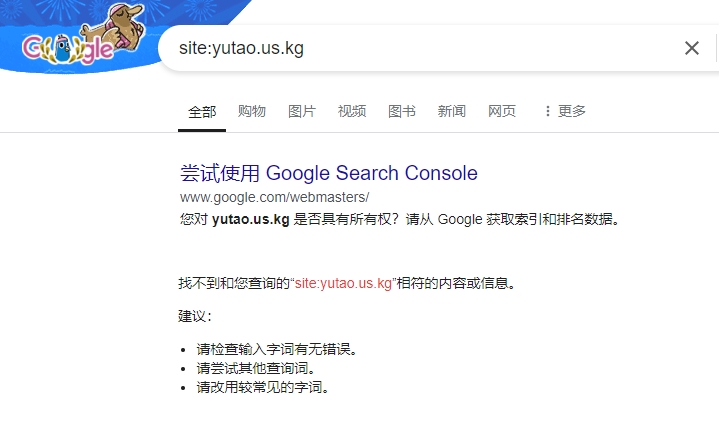 Google
site:yutao.us.kg
全部 购物 图片 视频 图书 新闻 网页 更多
尝试使用 Google Search Console
www.google.com/webmasters/
您对 yutao.us.kg 是否具有所有权？请从 Google 获取索引和排名数据。
找不到和您查询的“site:yutao.us.kg”相符的内容或信息。
建议：
• 请检查输入字词有无错误。
• 请尝试其他查询词。
• 请改用较常见的字词。